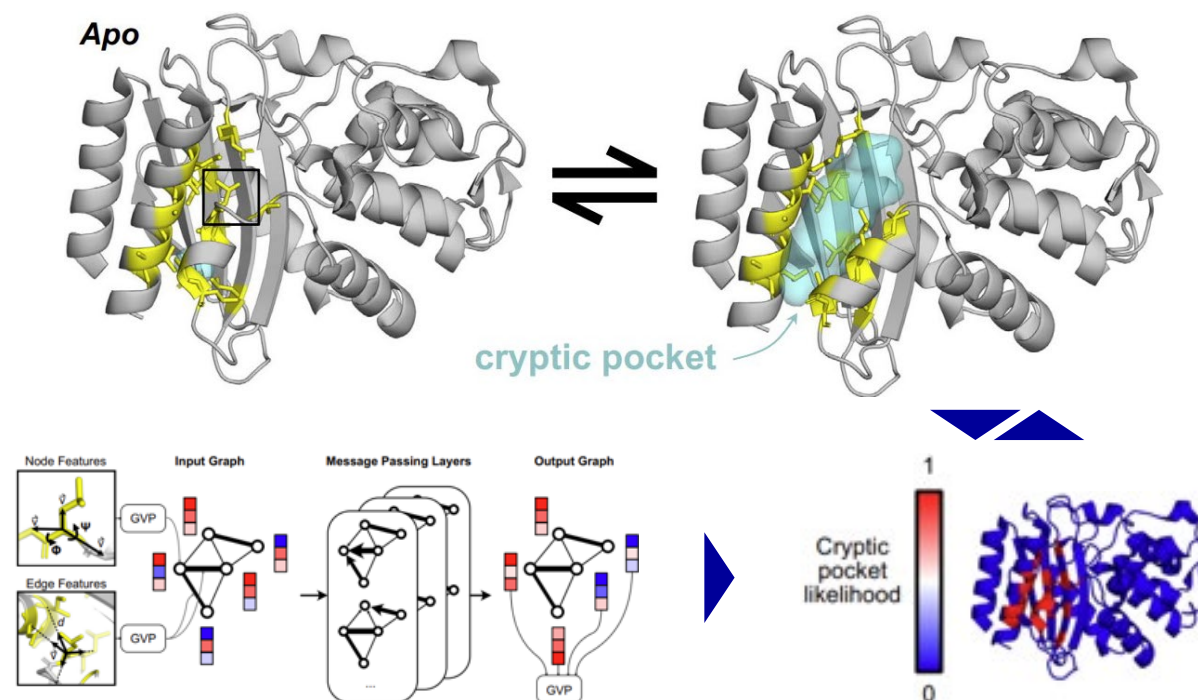 Apo
cryptic pocket
Node Features
Input Graph
Message Passing Layers
Output Graph
GVP
Ψ
Φ
Edge Features
d
GVP
...
GVP
1
Cryptic
pocket
likelihood
0